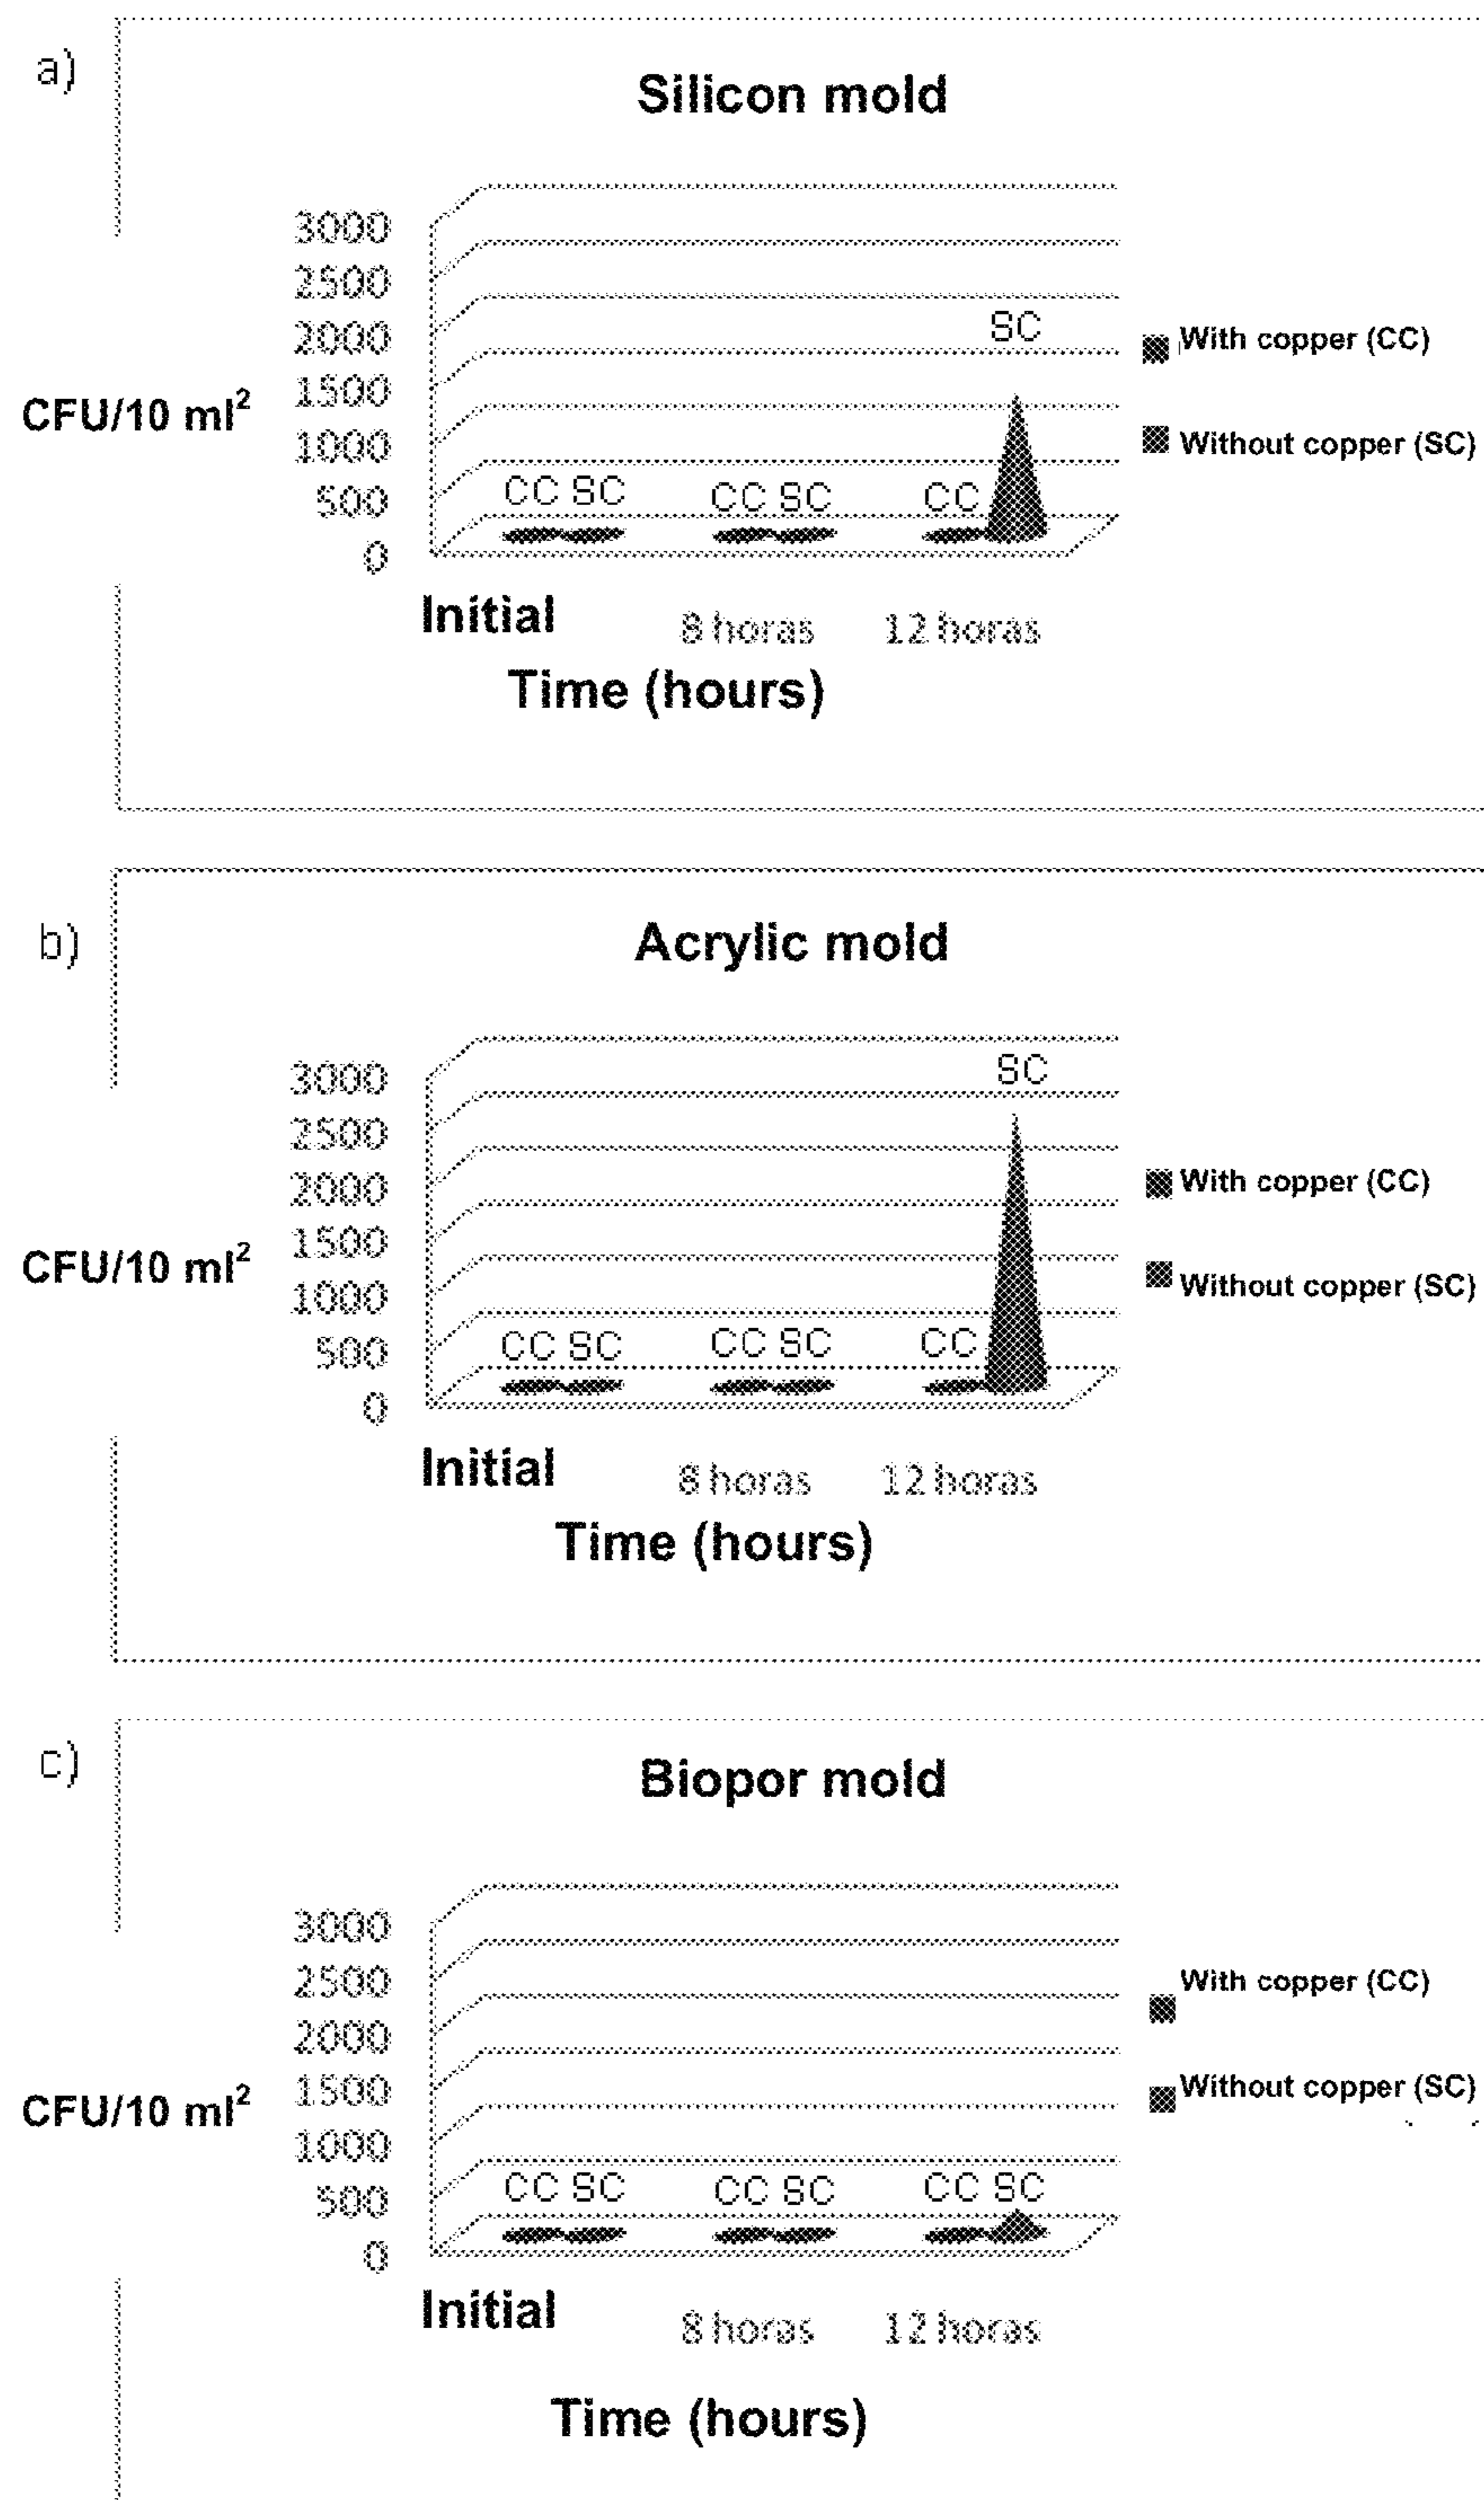 a)
Silicon mold
3000
2500
2000
1500
1000
500
0
CFU/10 ml²
SC
CC SC
CC SC
CC
With copper (CC)
Without copper (SC)
Initial
8 horas
12 horas
Time (hours)
b)
Acrylic mold
3000
2500
2000
1500
1000
500
0
CFU/10 ml²
SC
CC SC
CC SC
CC
With copper (CC)
Without copper (SC)
Initial
8 horas
12 horas
Time (hours)
c)
Biopor mold
3000
2500
2000
1500
1000
500
0
CFU/10 ml²
CC SC
CC SC
CC SC
With copper (CC)
Without copper (SC)
Initial
8 horas
12 horas
Time (hours)